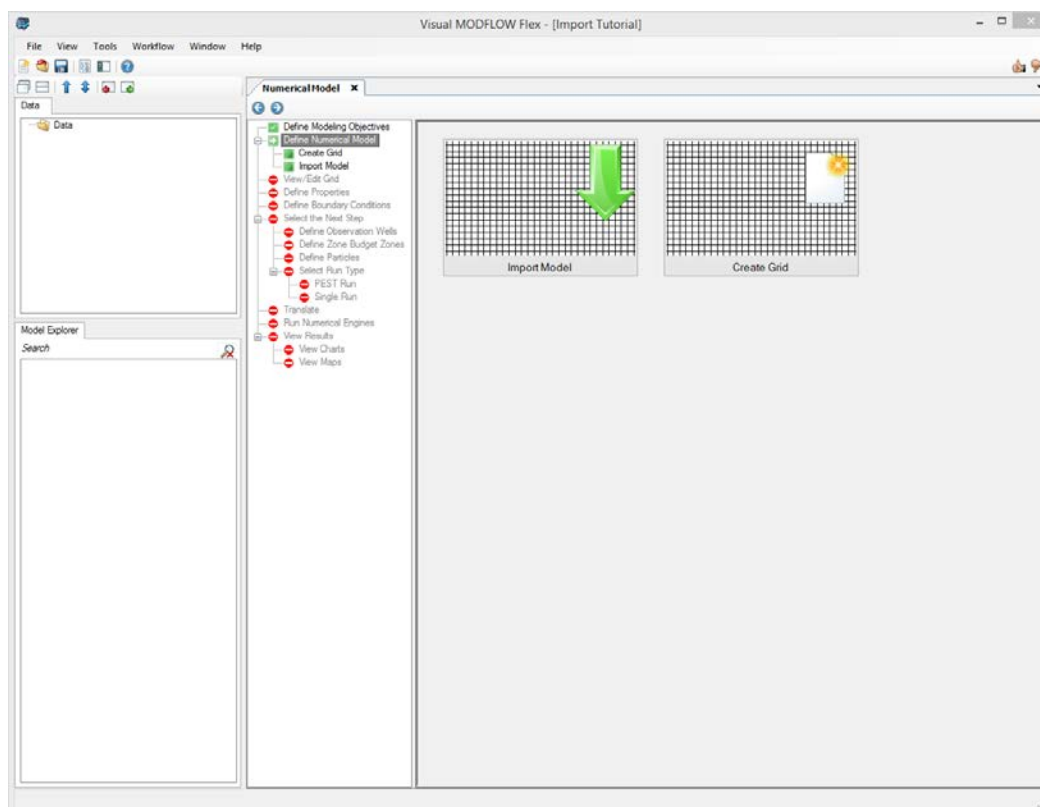 Visual MODFLOW Flex - [Import Tutorial]
File View Tools Workflow Window Help
Data
Data
Model Explorer
Search
NumericalModel
Define Modeling Objectives
Define Numerical Model
Create Grid
Import Model
View/Edit Grid
Define Properties
Define Boundary Conditions
Select the Next Step
Define Observation Wells
Define Zone Budget Zones
Define Particles
Select Run Type
PEST Run
Single Run
Translate
Run Numerical Engines
View Results
View Charts
View Maps
Import Model
Create Grid